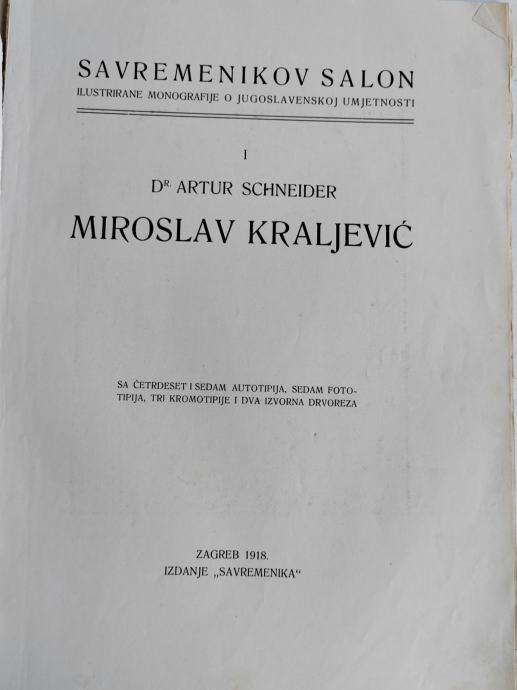 SAVREMENIKOV SALON
ILUSTRIRANE MONOGRAFIJE O JUGOSLAVENSKOJ UMJETNOSTI
I
DR. ARTUR SCHNEIDER
MIROSLAV KRALJEVIĆ
SA ČETRDESET I SEDAM AUTOTIPIJA, SEDAM FOTO-
TIPIJA, TRI KROMOTIPIJE I DVA IZVORNA DRVOREZA
ZAGREB 1918.
IZDANJE „SAVREMENIKA“